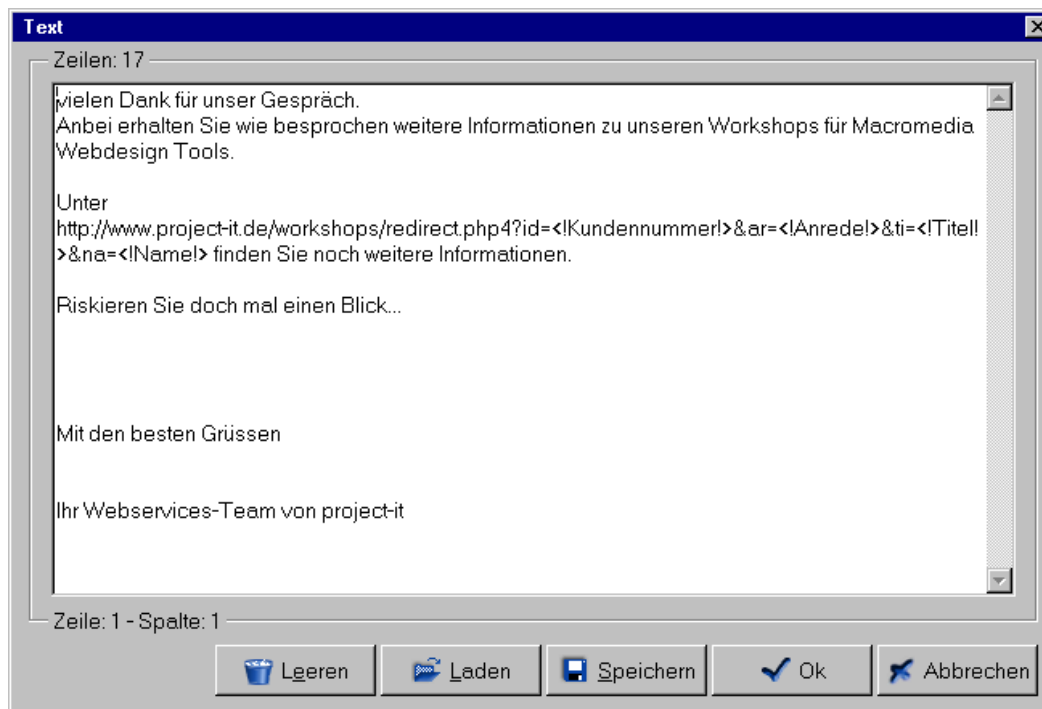 Text
Zeilen: 17
vielen Dank für unser Gespräch.
Anbei erhalten Sie wie besprochen weitere Informationen zu unseren Workshops für Macromedia
Webdesign Tools.
Unter
http://www.project-it.de/workshops/redirect.php4?id=<!Kundennummer!>&ar=<!Anrede!>&ti=<!Titel!
>&na=<!Name!> finden Sie noch weitere Informationen.
Riskieren Sie doch mal einen Blick...
Mit den besten Grüssen
Ihr Webservices-Team von project-it
Zeile: 1 - Spalte: 1
Leeren
Laden
Speichern
Ok
Abbrechen